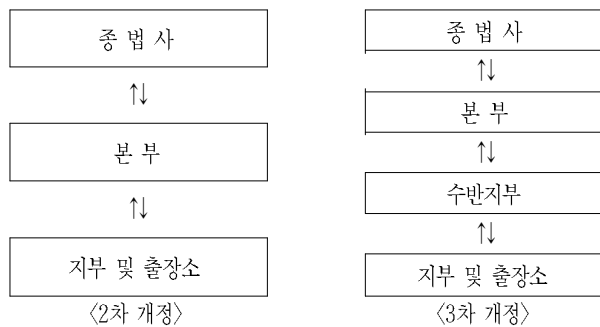 종 법 사
↑↓
본 부
↑↓
지부 및 출장소
〈2차 개정〉
종 법 사
↑↓
본 부
↑↓
수반지부
↑↓
지부 및 출장소
〈3차 개정〉